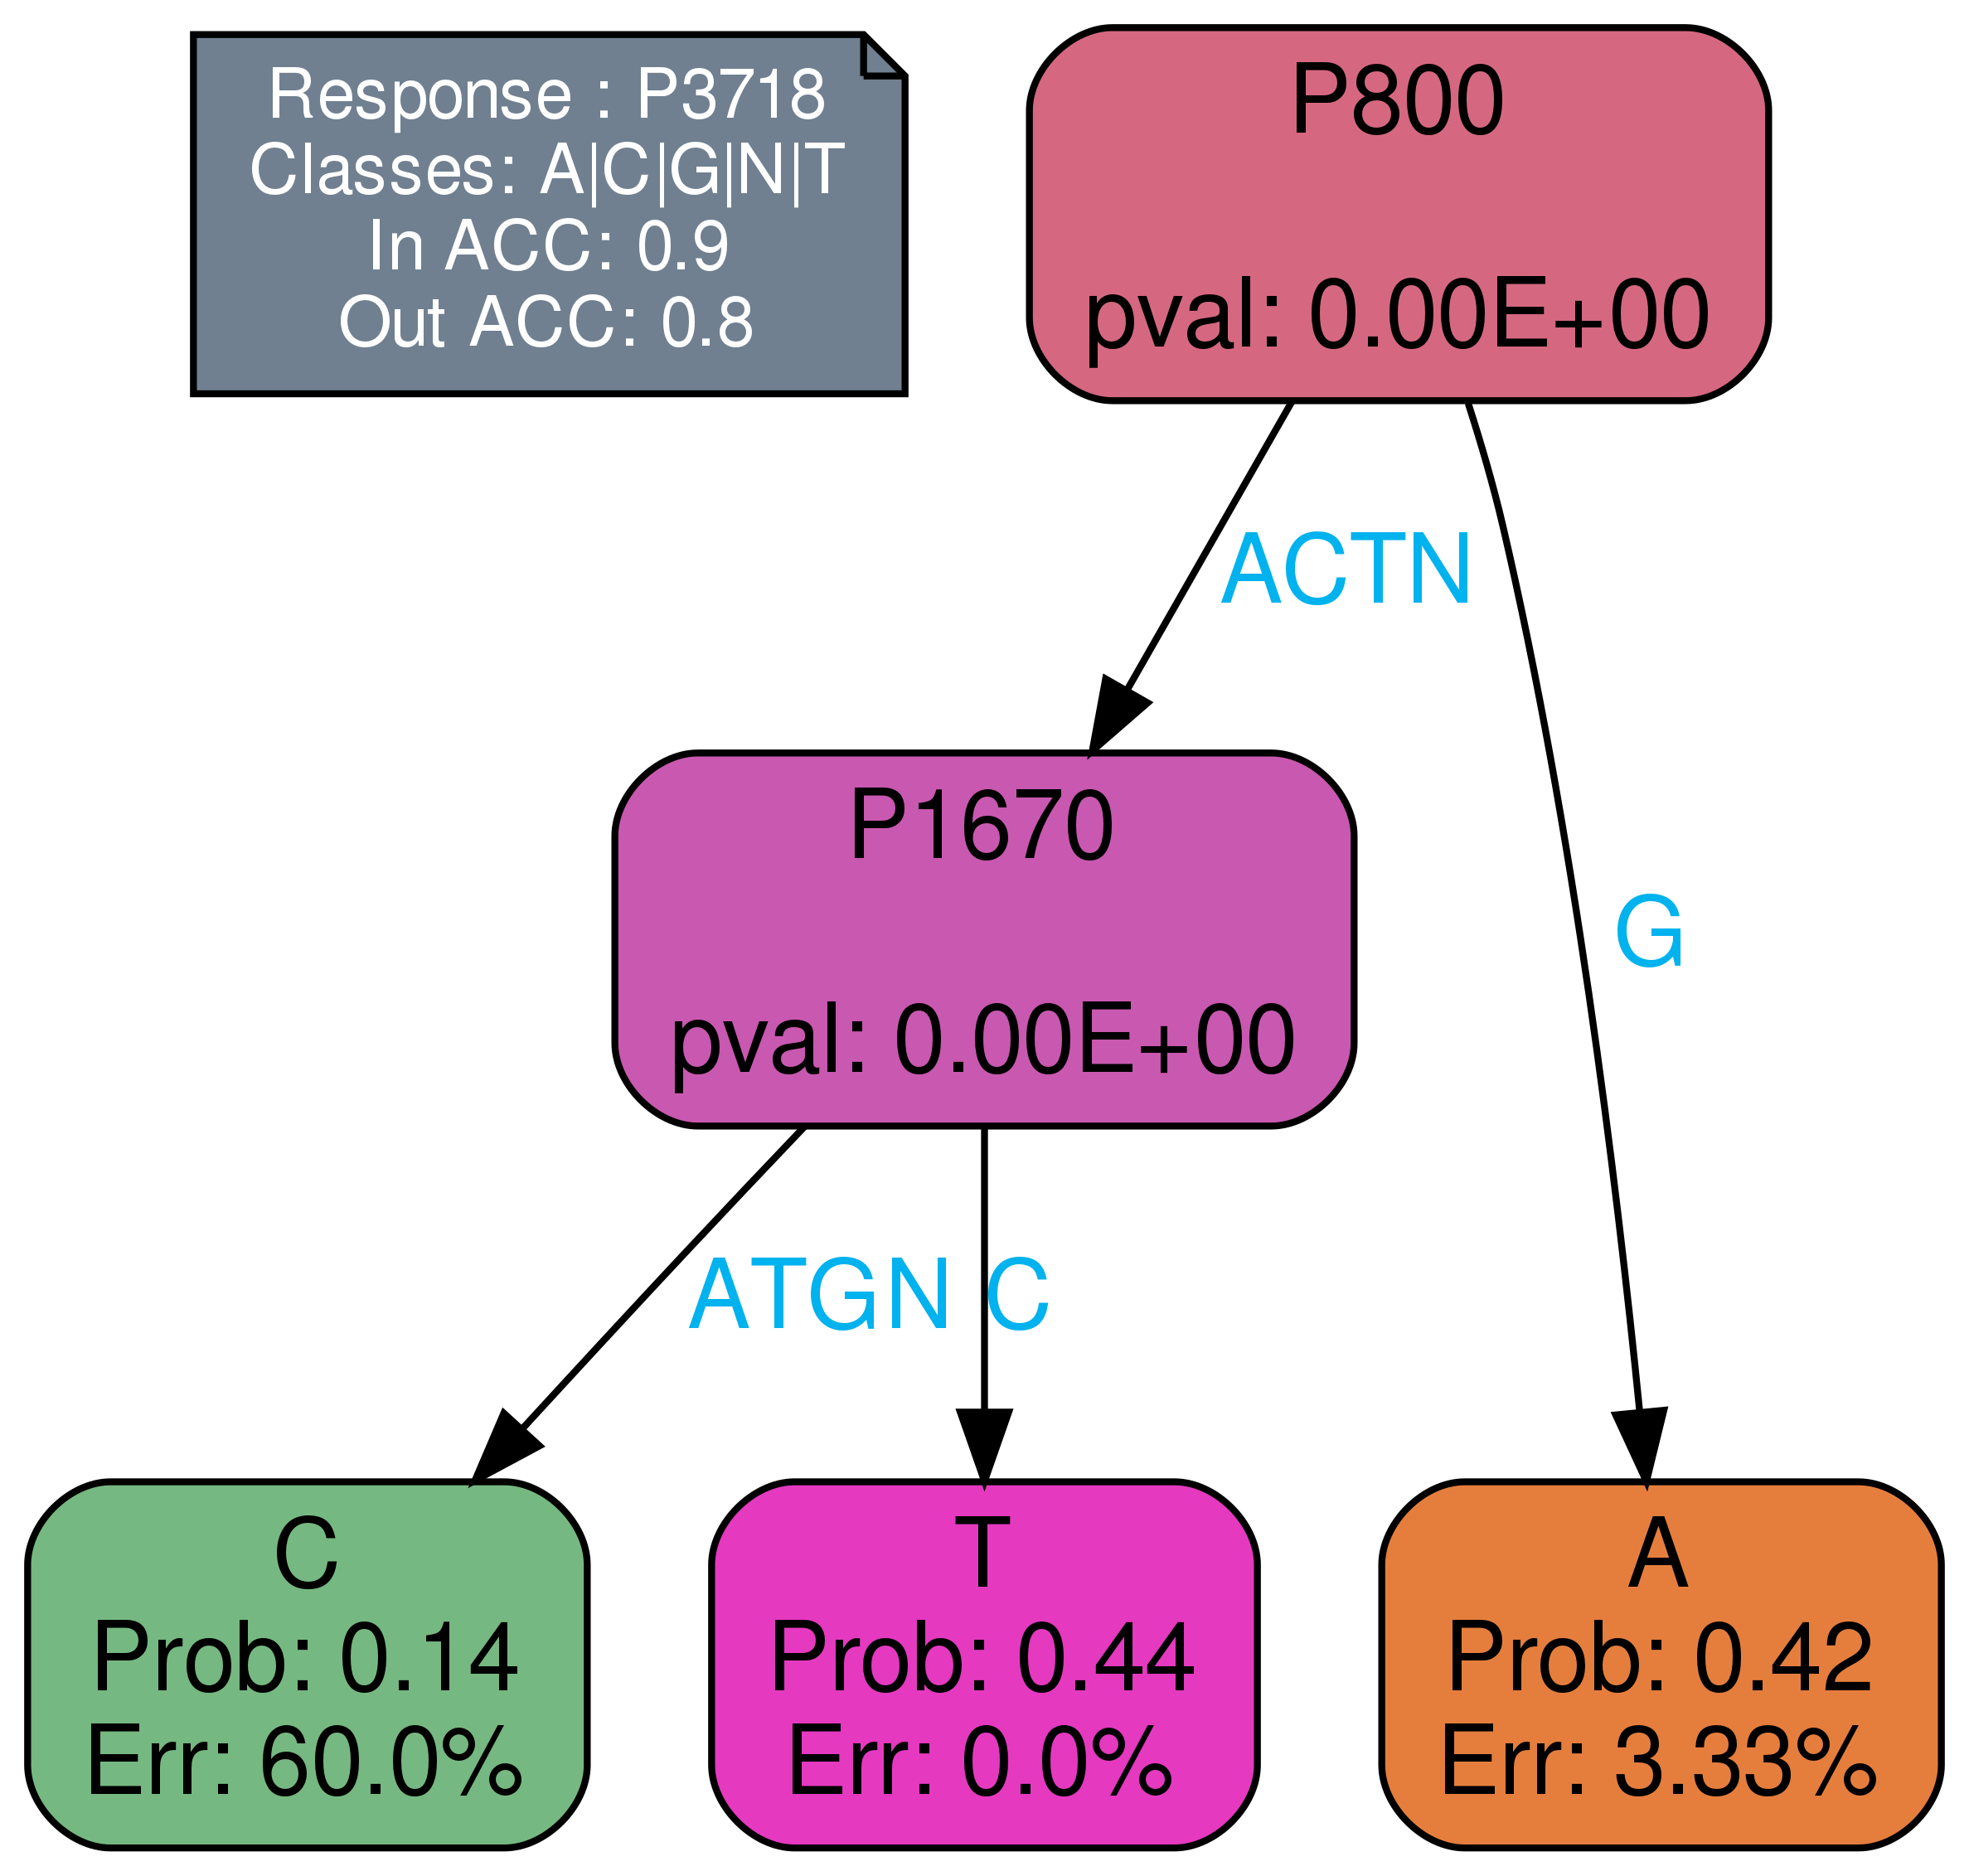 Response : P3718
Classes: A|C|G|N|T
In ACC: 0.9
Out ACC: 0.8
P800
pval: 0.00E+00
ACTN
P1670
pval: 0.00E+00
G
ATGN
C
C
Prob: 0.14
Err: 60.0%
T
Prob: 0.44
Err: 0.0%
A
Prob: 0.42
Err: 3.33%